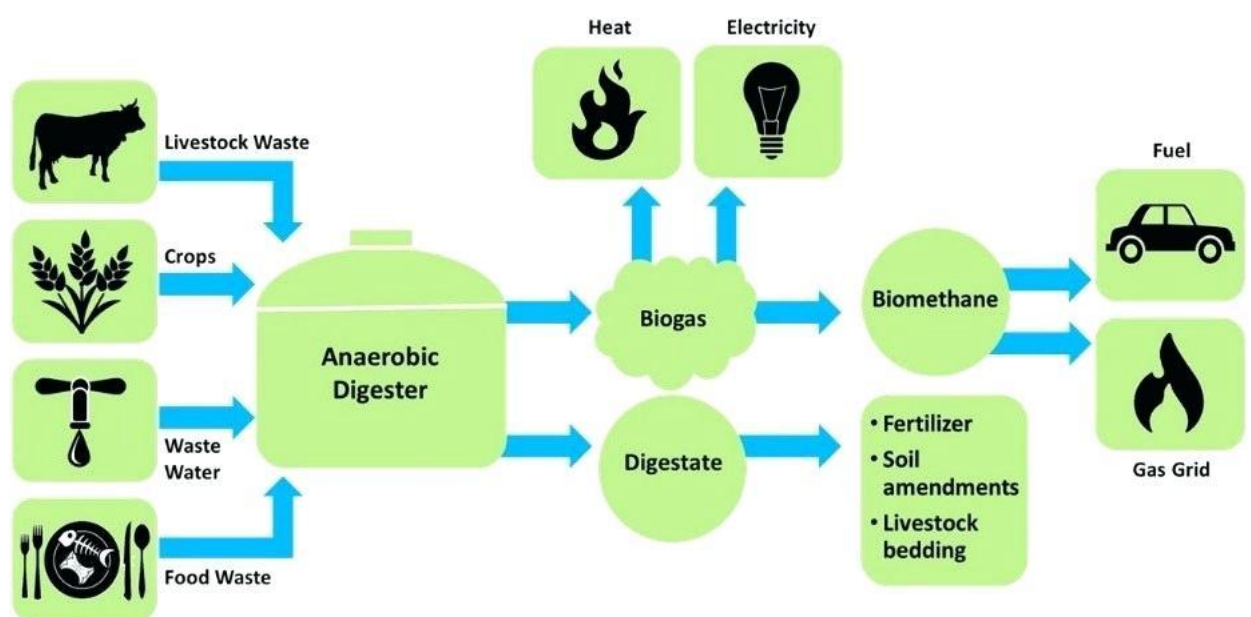 Heat
Electricity
Livestock Waste
Crops
Waste
Water
Food Waste
Anaerobic
Digester
Biogas
Digestate
Biomethane
• Fertilizer
• Soil
amendments
• Livestock
bedding
Fuel
Gas Grid